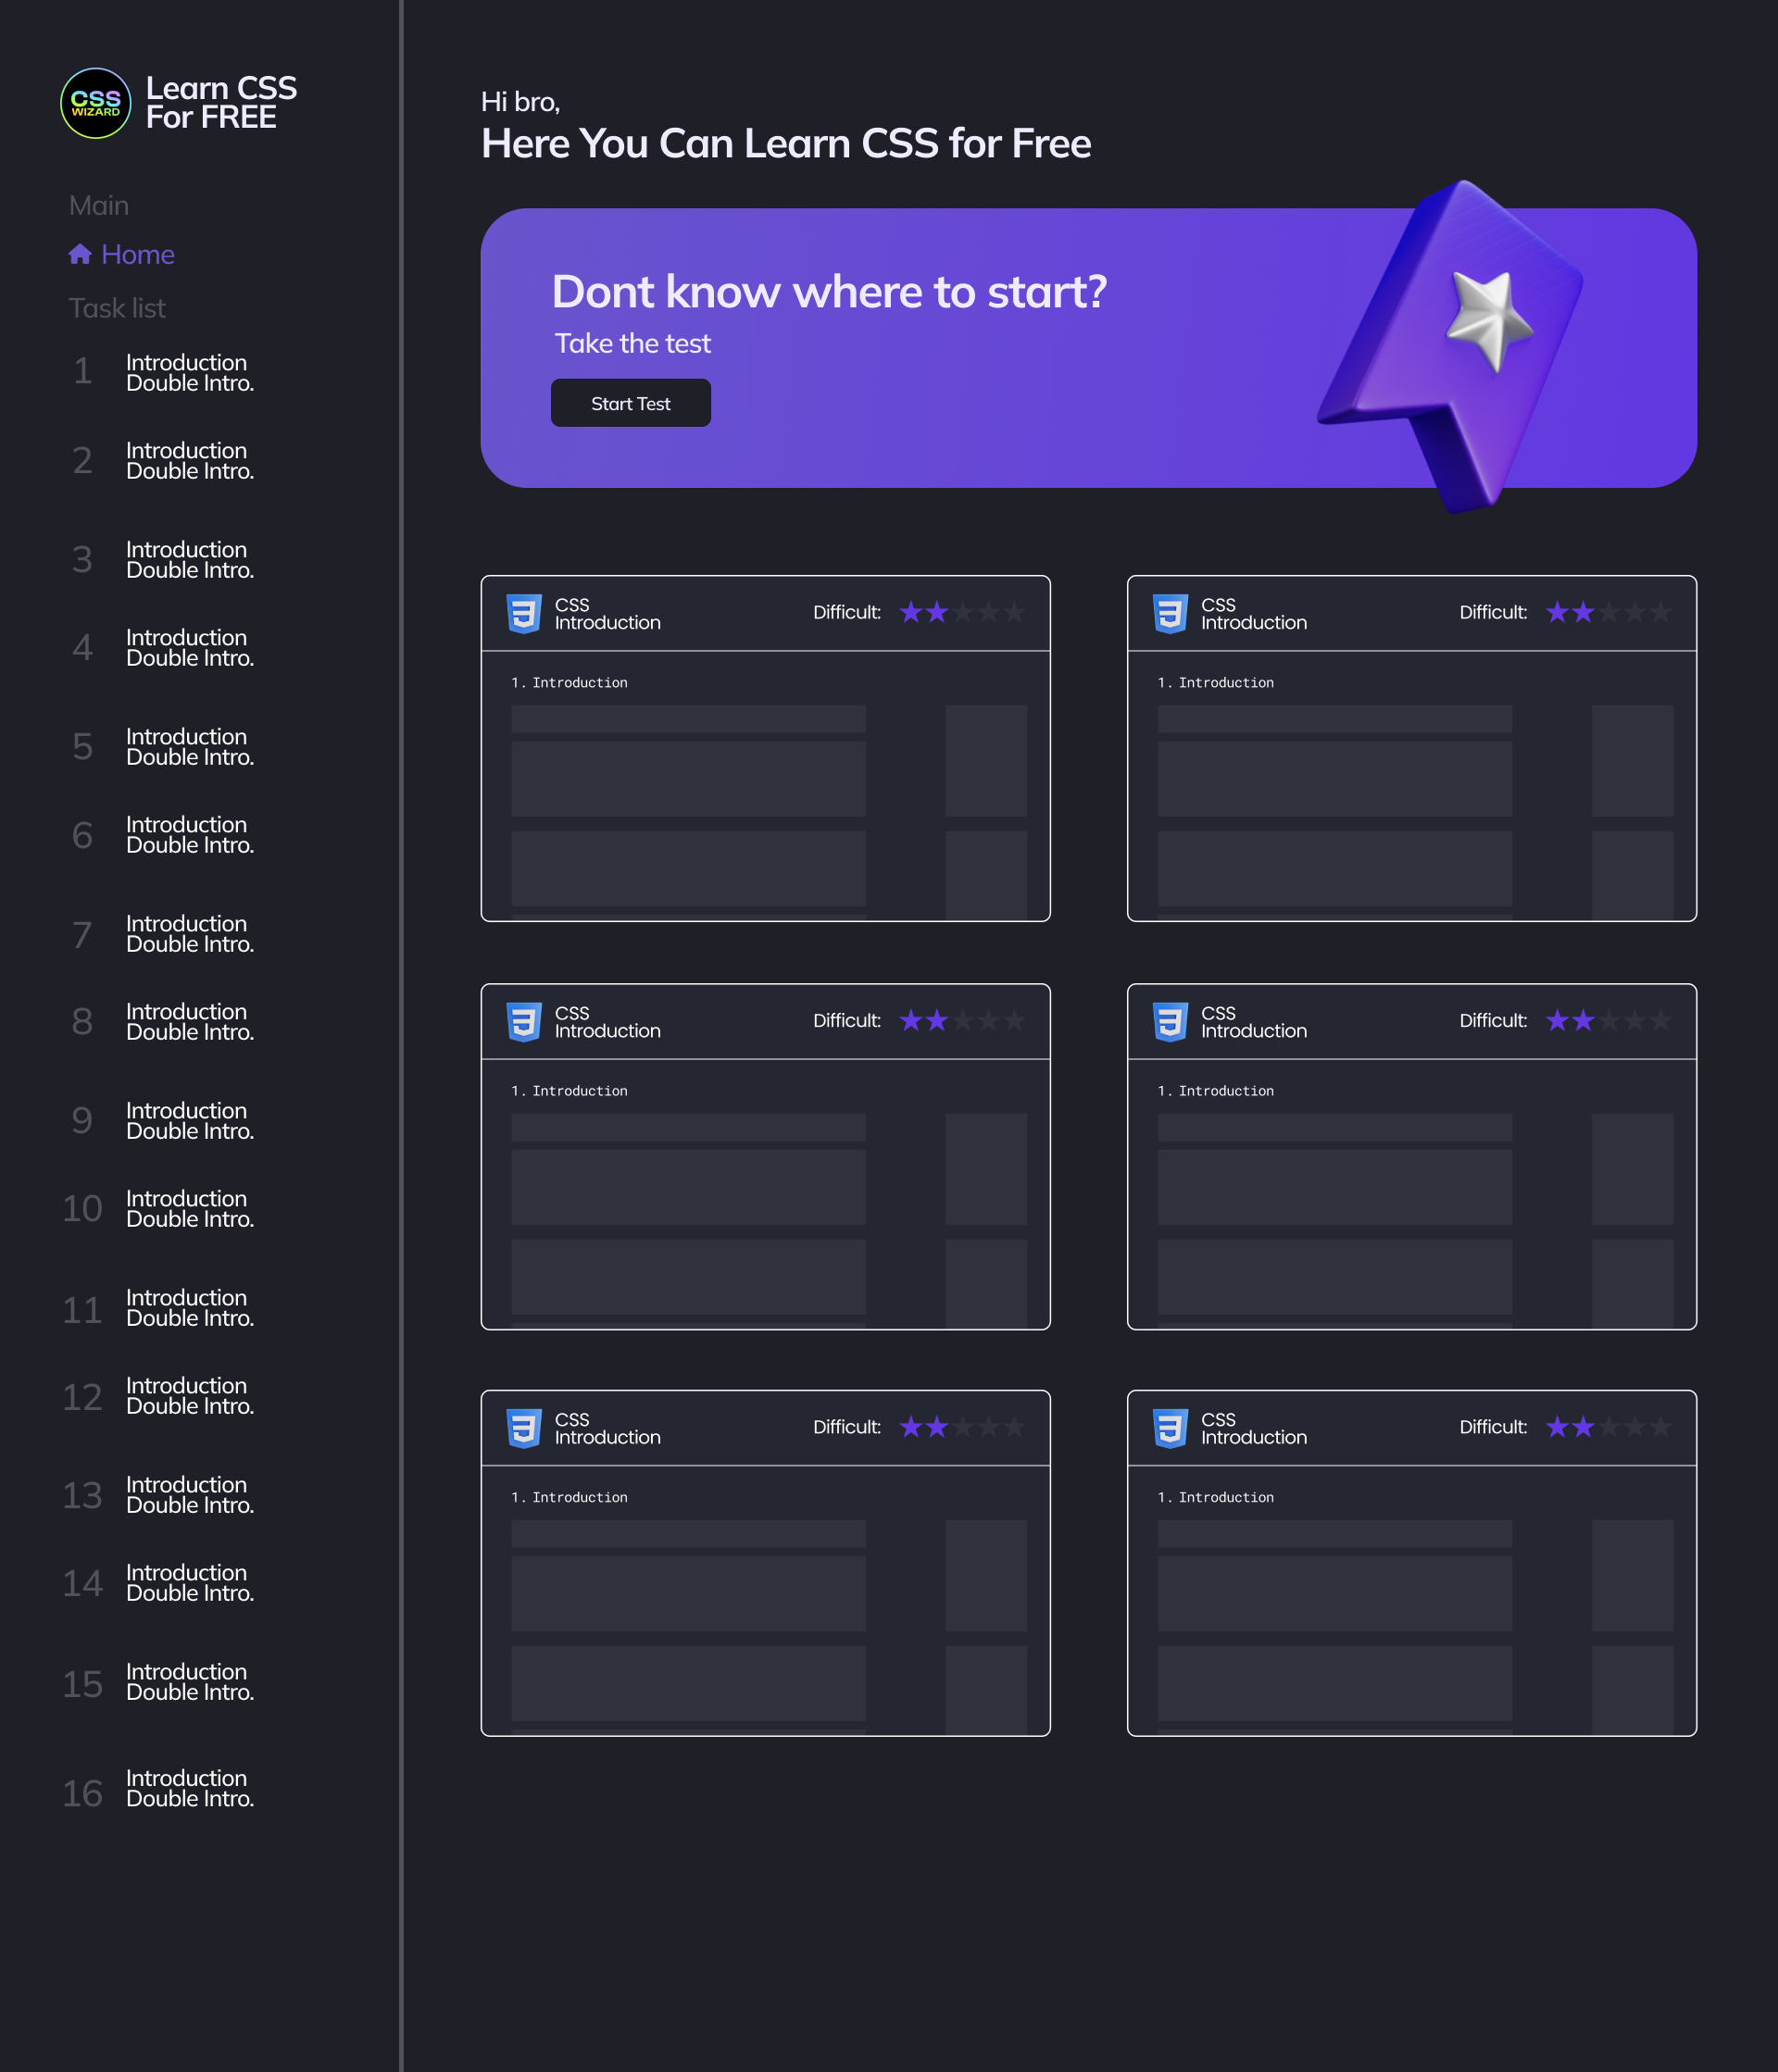 CSS
WIZARD
Learn CSS
For FREE
Main
Home
Task list
1
Introduction
Double Intro.
2
Introduction
Double Intro.
3
Introduction
Double Intro.
4
Introduction
Double Intro.
5
Introduction
Double Intro.
6
Introduction
Double Intro.
7
Introduction
Double Intro.
8
Introduction
Double Intro.
9
Introduction
Double Intro.
10
Introduction
Double Intro.
11
Introduction
Double Intro.
12
Introduction
Double Intro.
13
Introduction
Double Intro.
14
Introduction
Double Intro.
15
Introduction
Double Intro.
16
Introduction
Double Intro.
Hi bro,
Here You Can Learn CSS for Free
Dont know where to start?
Take the test
Start Test
CSS
Introduction
Difficult:
1. Introduction
CSS
Introduction
Difficult:
1. Introduction
CSS
Introduction
Difficult:
1. Introduction
CSS
Introduction
Difficult:
1. Introduction
CSS
Introduction
Difficult:
1. Introduction
CSS
Introduction
Difficult:
1. Introduction